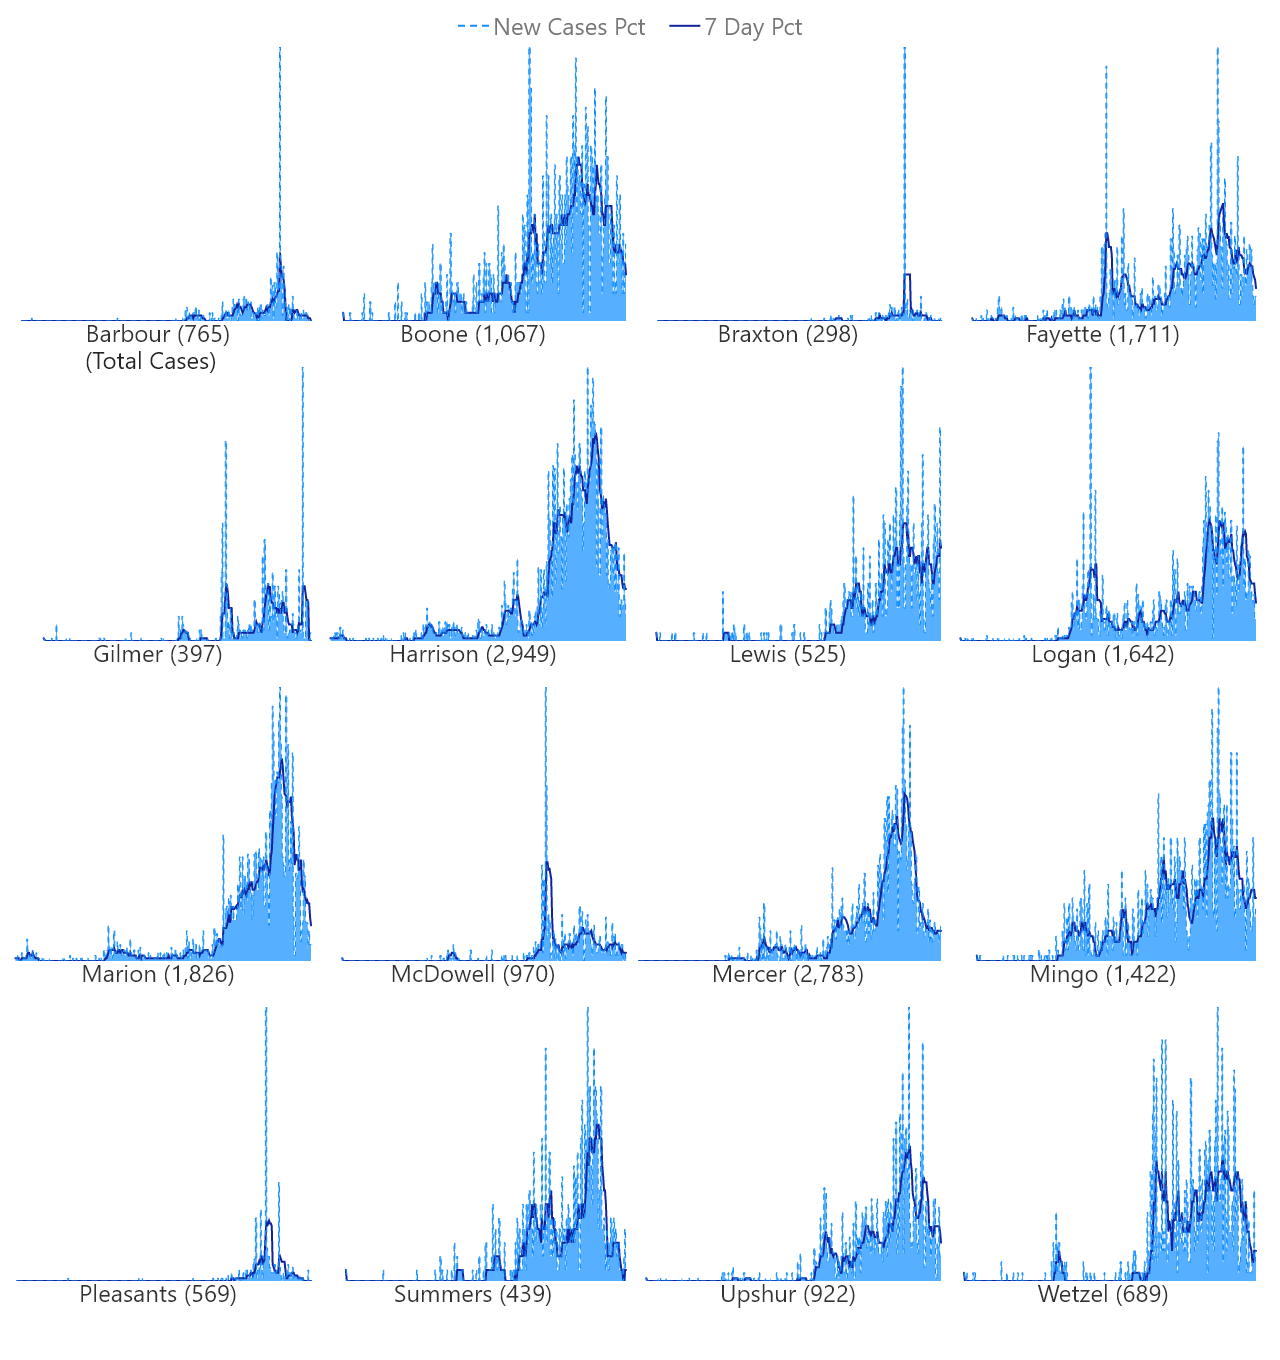 New Cases Pct 7 Day Pct
Barbour (765) Boone (1,067) Braxton (298) Fayette (1,711)
(Total Cases)
Gilmer (397) Harrison (2,949) Lewis (525) Logan (1,642)
Marion (1,826) McDowell (970) Mercer (2,783) Mingo (1,422)
Pleasants (569) Summers (439) Upshur (922) Wetzel (689)